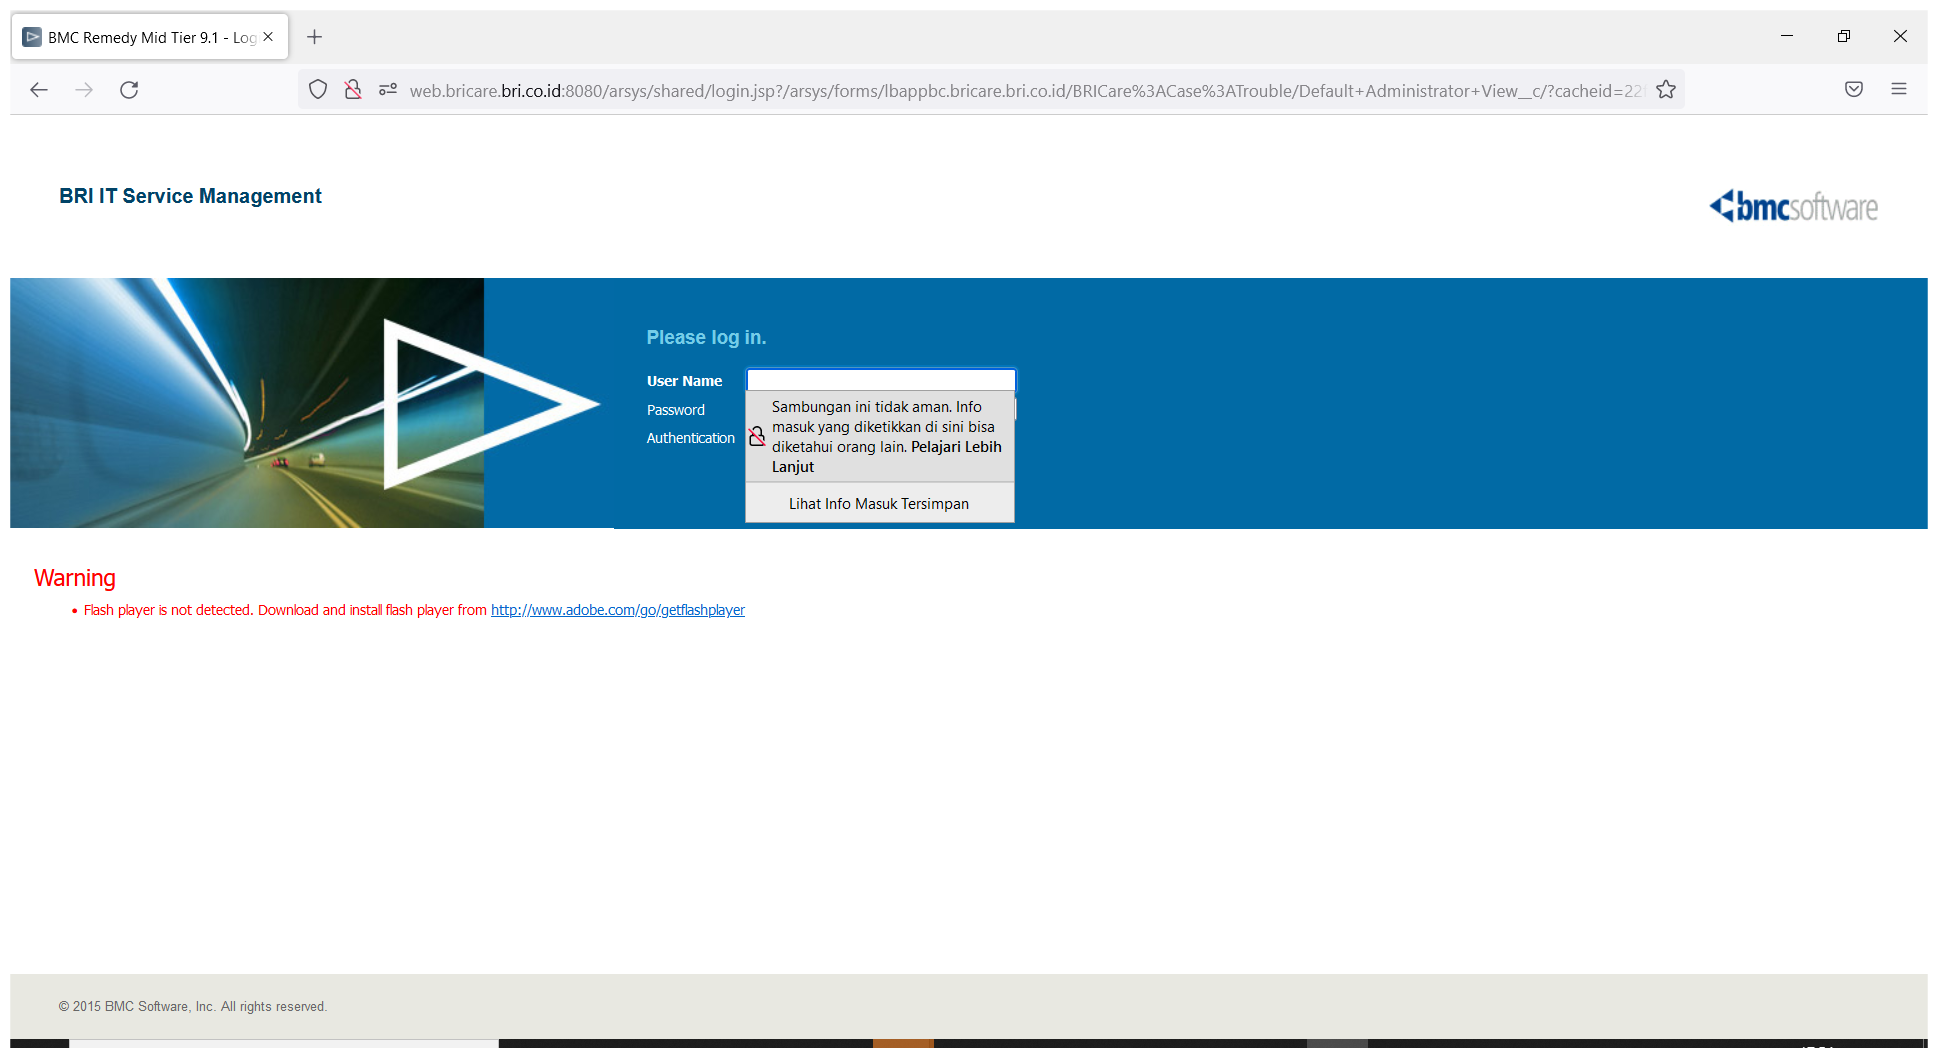 BMC Remedy Mid Tier 9.1 - Log
web.bricare.bri.co.id:8080/arsys/shared/login.jsp?/arsys/forms/lbappbc.bricare.bri.co.id/BRICare%3ACase%3ATrouble/Default+Administrator+View__c/?cacheid=22
BRI IT Service Management
bmcsoftware
Please log in.
User Name
Password
Authentication
Sambungan ini tidak aman. Info
masuk yang diketikkan di sini bisa
diketahui orang lain. Pelajari Lebih
Lanjut
Lihat Info Masuk Tersimpan
Warning
• Flash player is not detected. Download and install flash player from http://www.adobe.com/go/getflashplayer
© 2015 BMC Software, Inc. All rights reserved.